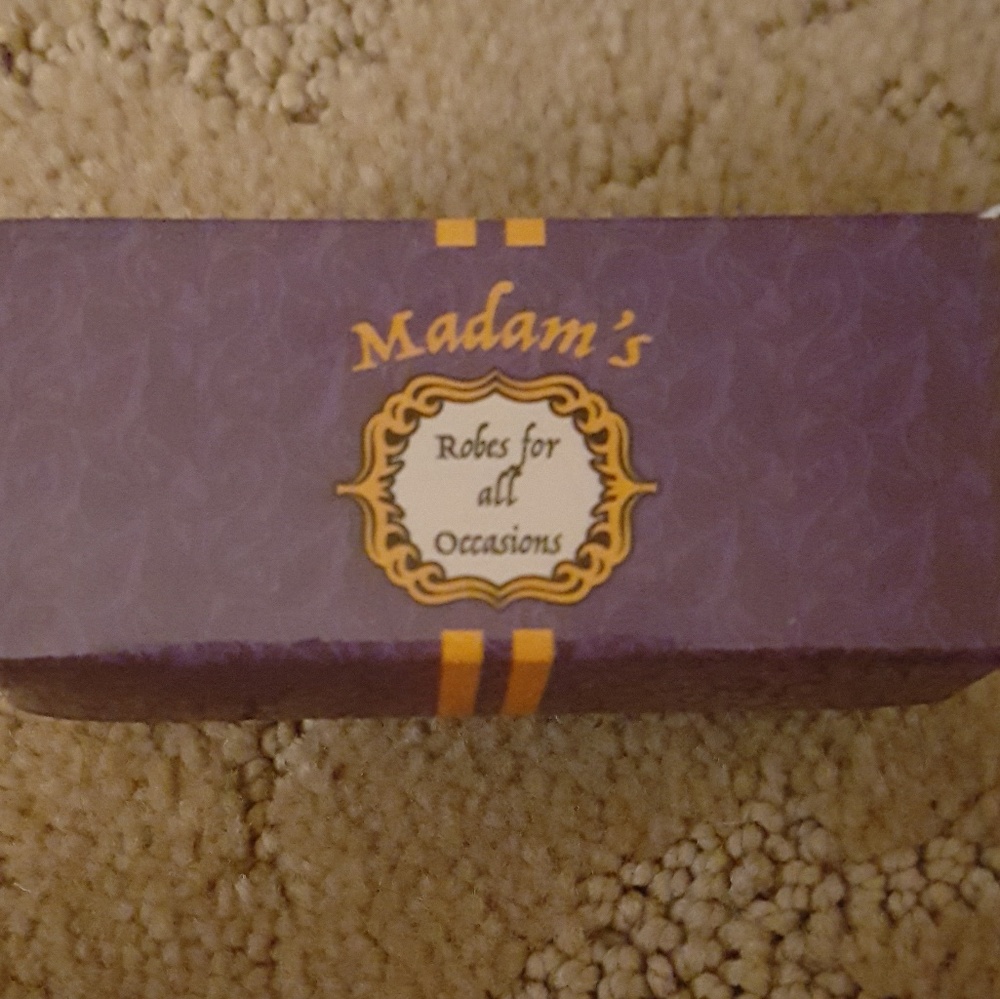 Madam's
Robes for
all
Occasions